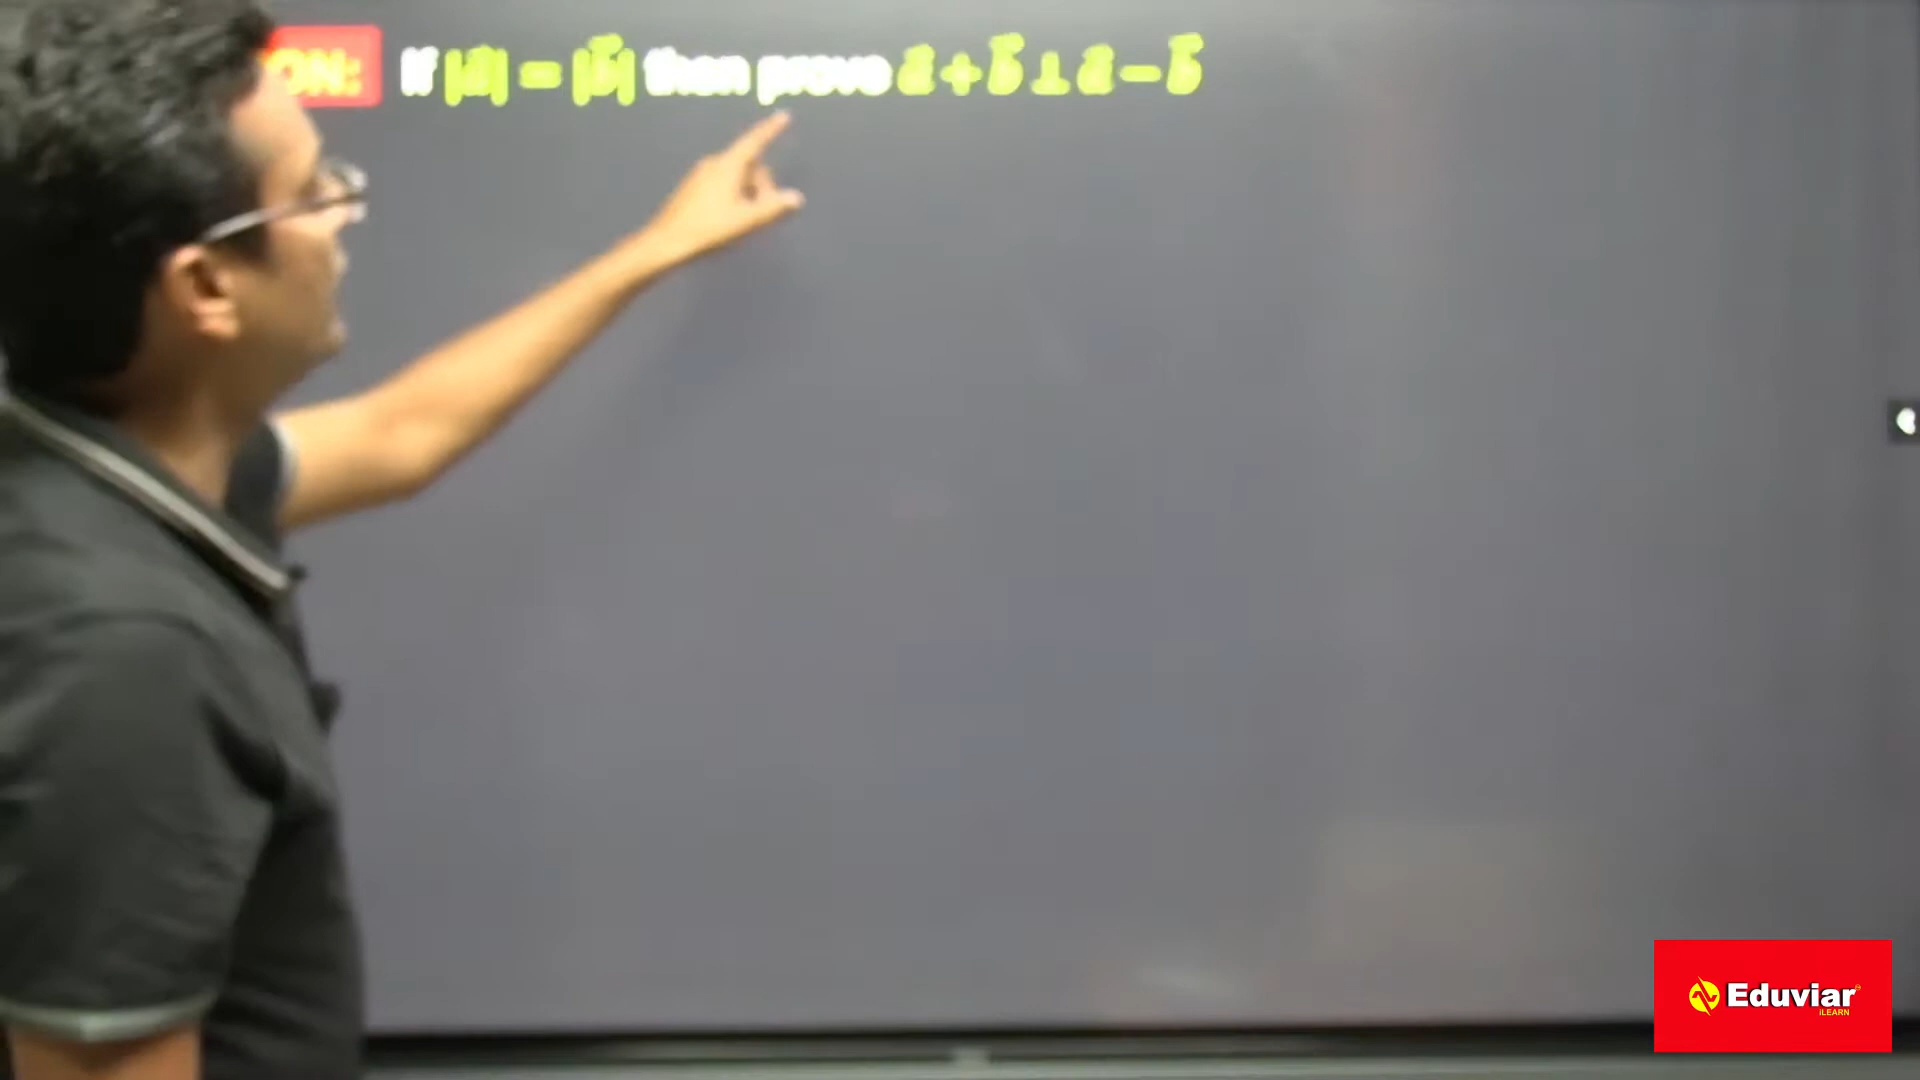 ON: If |a⃗| = |b⃗| then prove a⃗ + b⃗ ⊥ a⃗ − b⃗
Eduviar
iLEARN